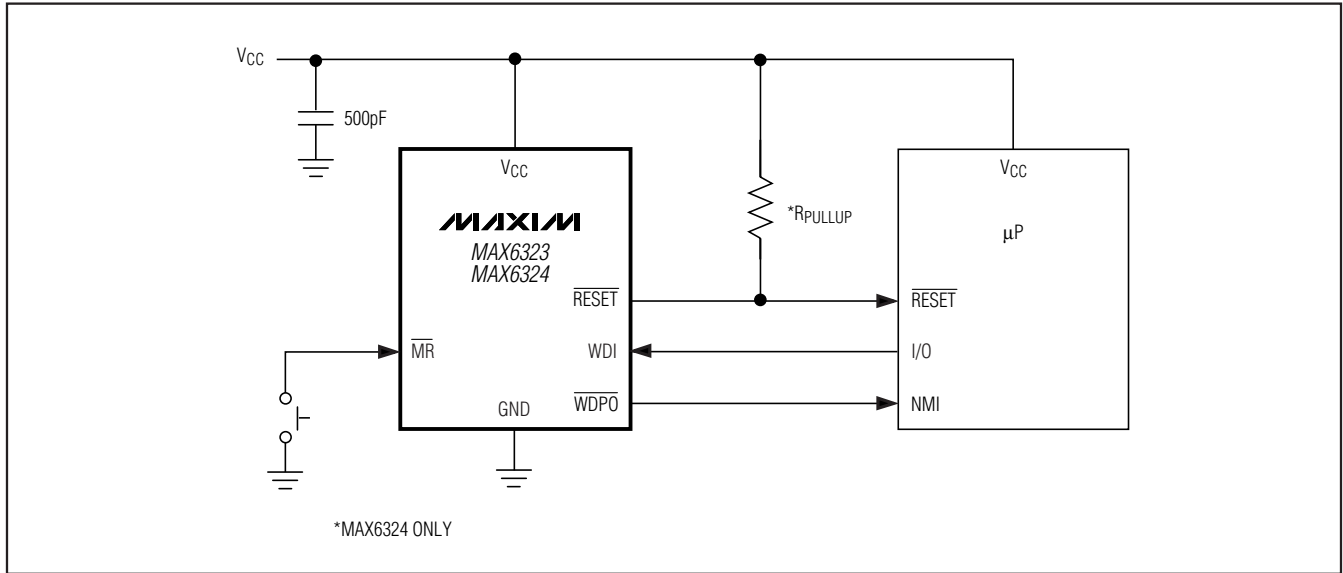 VCC
500pF
VCC
MAXIM
MAX6323
MAX6324
RESET
MR
WDI
GND
WDPO
*RPULLUP
VCC
μP
RESET
I/O
NMI
*MAX6324 ONLY